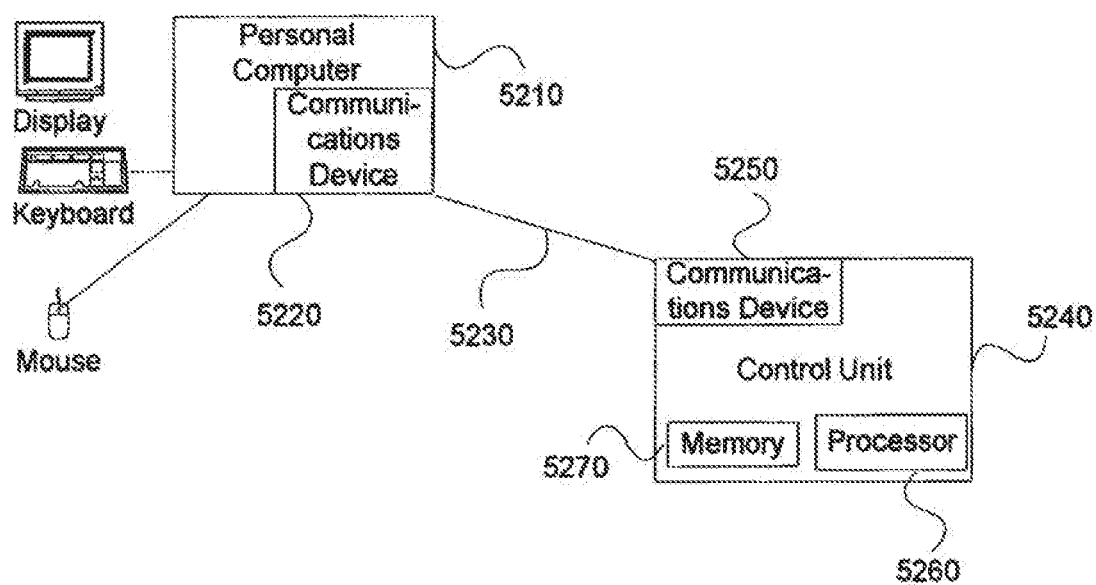 Personal
Computer
Communi-
cations
Device
5210
Display
Keyboard
Mouse
5220
5230
5250
Communica-
tions Device
5240
Control Unit
Memory
Processor
5270
5260